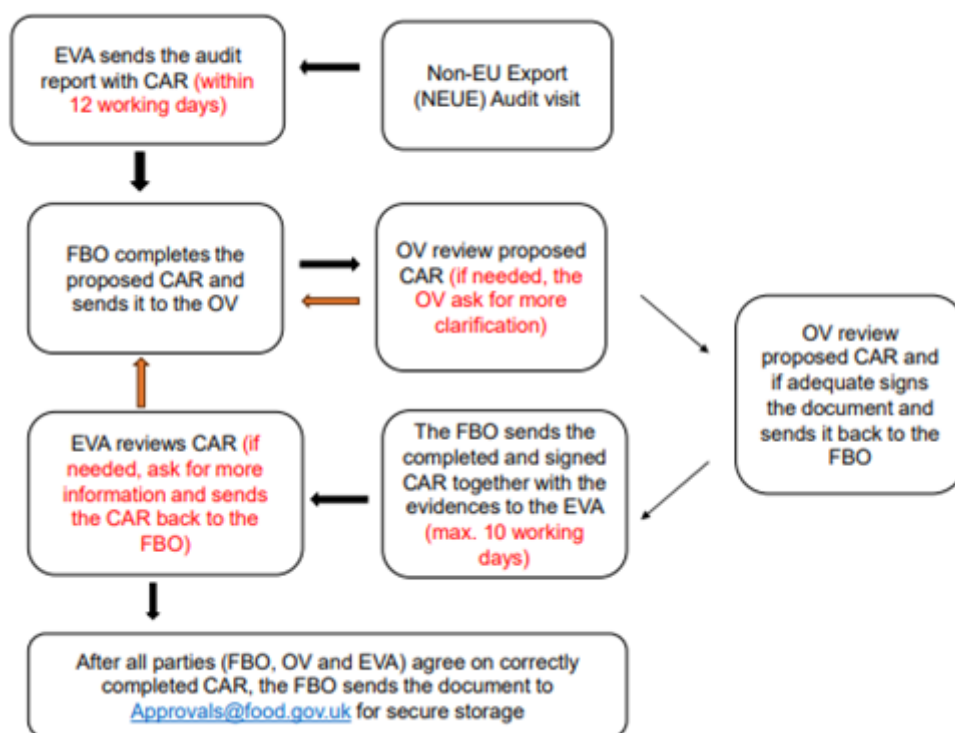 EVA sends the audit
report with CAR (within
12 working days)
Non-EU Export
(NEUE) Audit visit
FBO completes the
proposed CAR and
sends it to the OV
OV review proposed
CAR (if needed, the
OV ask for more
clarification)
OV review
proposed CAR and
if adequate signs
the document and
sends it back to the
FBO
The FBO sends the
completed and signed
CAR together with the
evidences to the EVA
(max. 10 working
days)
EVA reviews CAR (if
needed, ask for more
information and sends
the CAR back to the
FBO)
After all parties (FBO, OV and EVA) agree on correctly
completed CAR, the FBO sends the document to
Approvals@food.gov.uk for secure storage